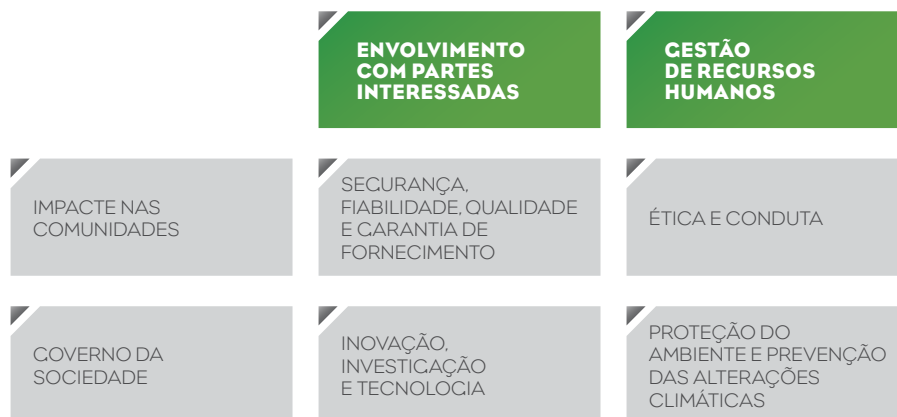 ENVOLVIMENTO
COM PARTES
INTERESSADAS
GESTÃO
DE RECURSOS
HUMANOS
IMPACTE NAS
COMUNIDADES
SEGURANÇA,
FIABILIDADE, QUALIDADE
E GARANTIA DE
FORNECIMENTO
ÉTICA E CONDUTA
GOVERNO DA
SOCIEDADE
INOVAÇÃO,
INVESTIGAÇÃO
E TECNOLOGIA
PROTEÇÃO DO
AMBIENTE E PREVENÇÃO
DAS ALTERAÇÕES
CLIMÁTICAS